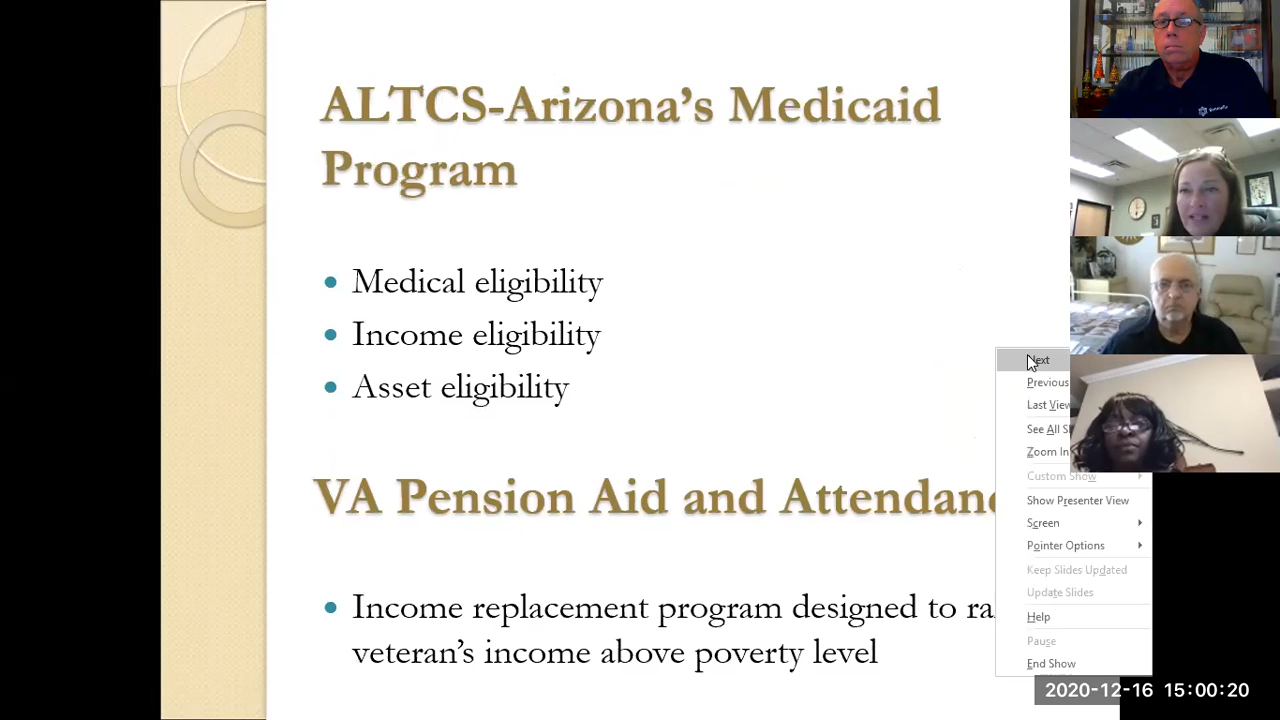 ALTCS-Arizona's Medicaid
Program
Medical eligibility
Income eligibility
Asset eligibility
VA Pension Aid and Attendan
Income replacement program designed to ra
veteran's income above poverty level
Next
Previous
Last View
See All Sl
Zoom In
Custom Show
Show Presenter View
Screen
Pointer Options
Keep Slides Updated
Update Slides
Help
Pause
End Show
2020-12-16 15:00:20